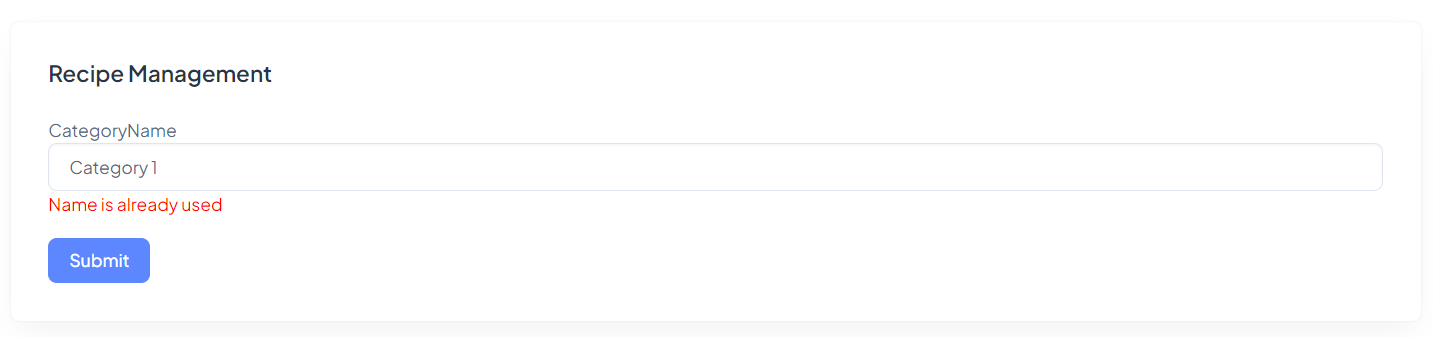 Recipe Management
CategoryName
Category 1
Name is already used
Submit